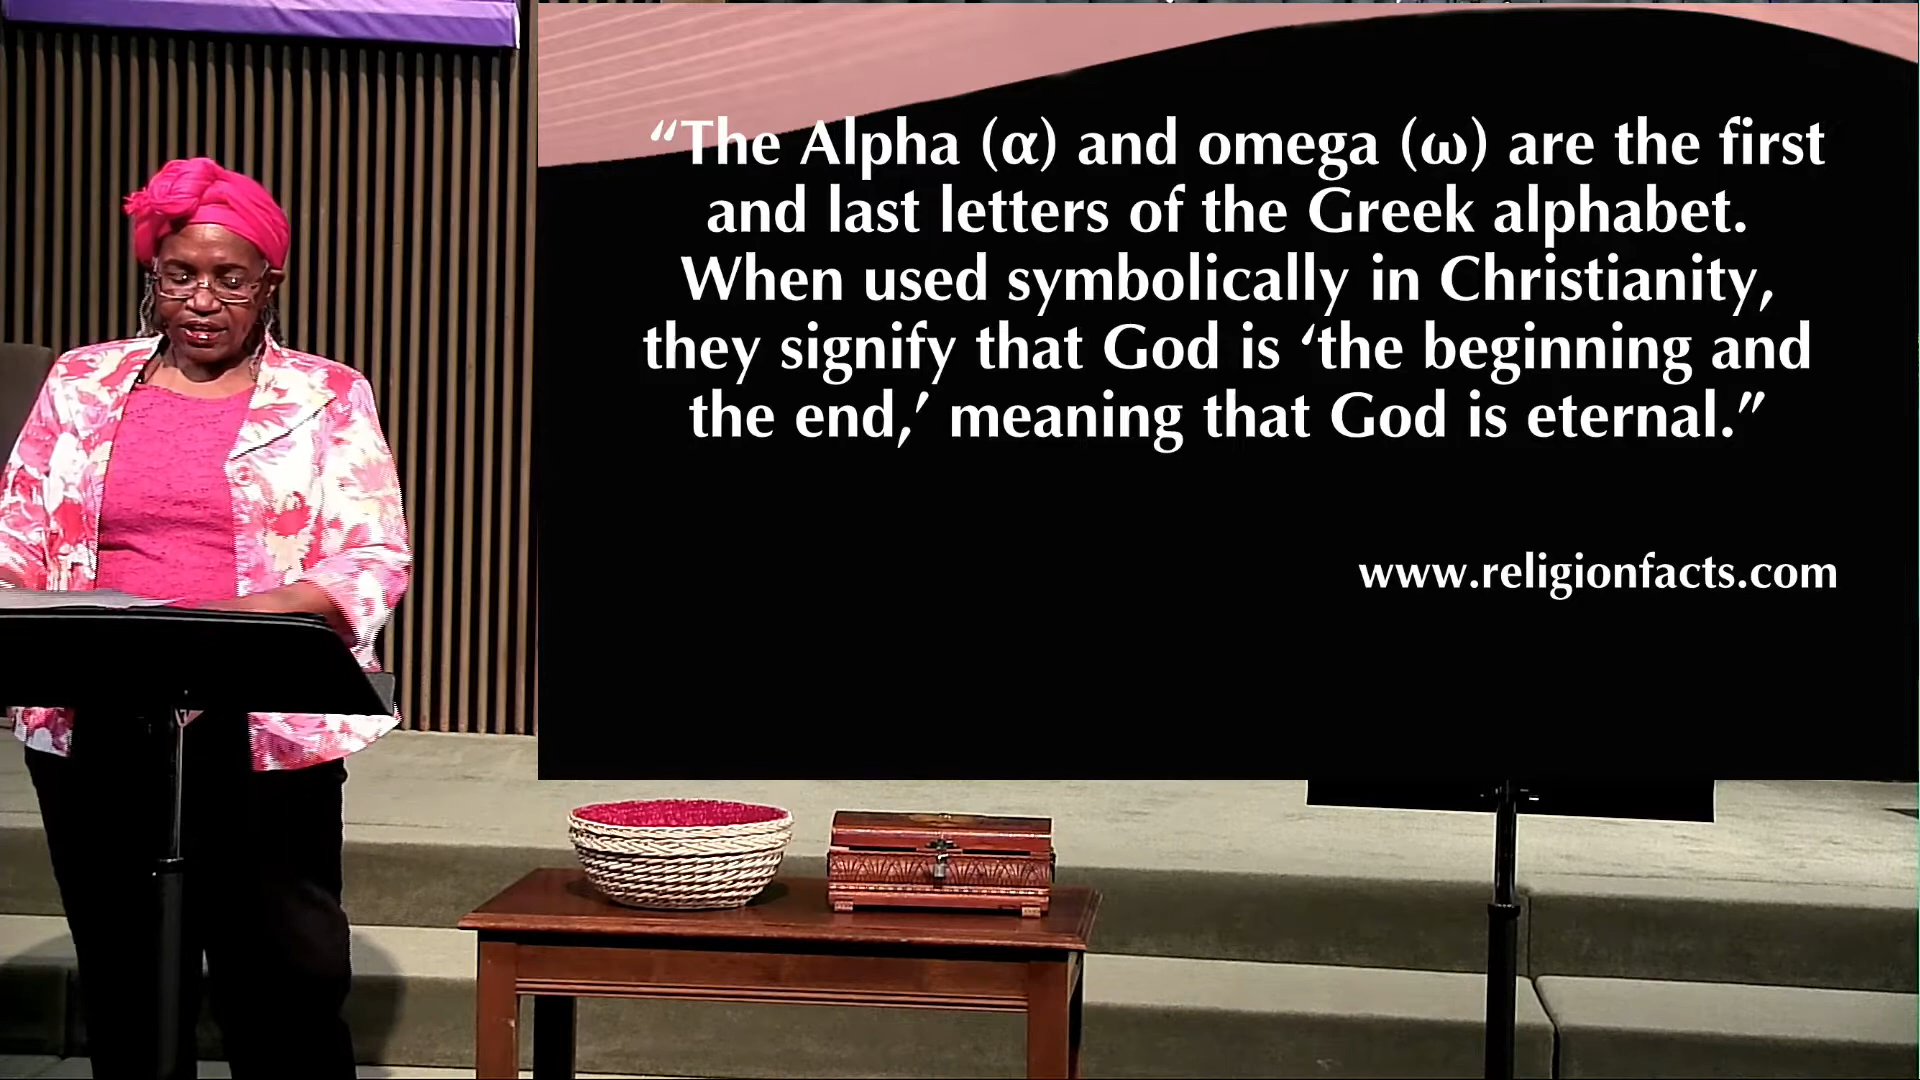 “The Alpha (α) and omega (ω) are the first
and last letters of the Greek alphabet.
When used symbolically in Christianity,
they signify that God is ‘the beginning and
the end,’ meaning that God is eternal.”
www.religionfacts.com